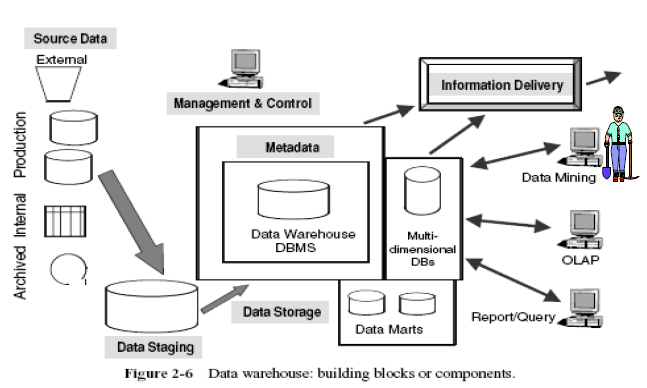 Source Data
External
Production
Internal
Archived
Management & Control
Information Delivery
Metadata
Data Warehouse
DBMS
Multi-
dimensional
DBs
Data Mining
OLAP
Report/Query
Data Storage
Data Marts
Data Staging
Figure 2-6 Data warehouse: building blocks or components.